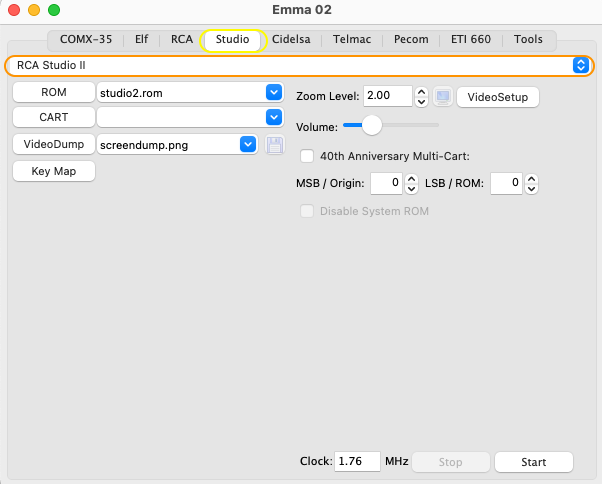 Emma 02
COMX-35 Elf RCA Studio Cidelsa Telmac Pecom ETI 660 Tools
RCA Studio II
ROM studio2.rom Zoom Level: 2.00 VideoSetup
CART Volume:
VideoDump screendump.png 40th Anniversary Multi-Cart:
Key Map MSB / Origin: 0 LSB / ROM: 0
Disable System ROM
Clock: 1.76 MHz Stop Start